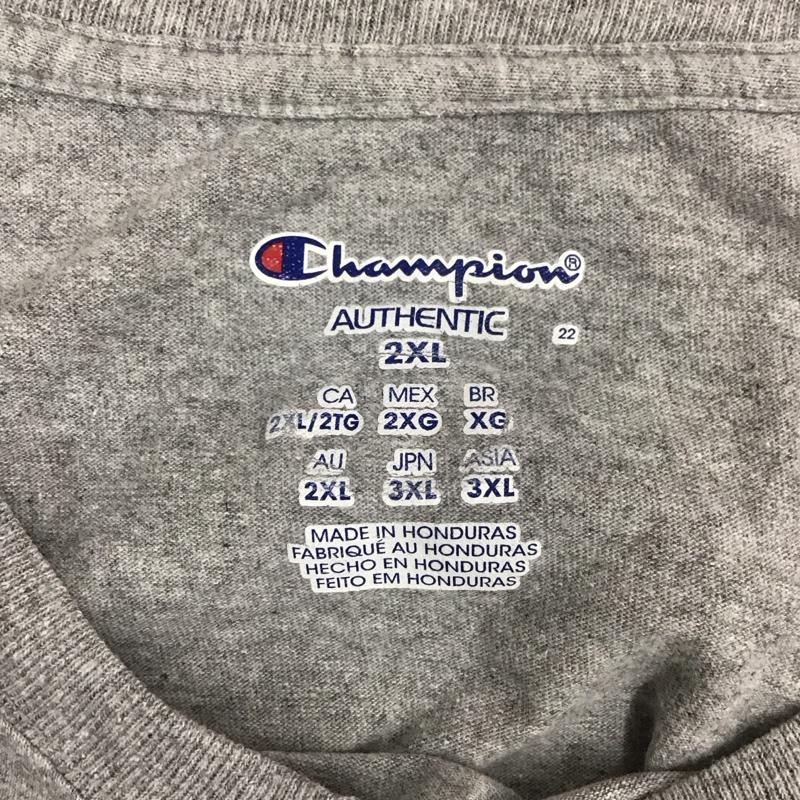 Champion®
AUTHENTIC
22
2XL
CA MEX BR
2XL/2TG 2XG XG
AU JPN ASIA
2XL 3XL 3XL
MADE IN HONDURAS
FABRIQUÉ AU HONDURAS
HECHO EN HONDURAS
FEITO EM HONDURAS